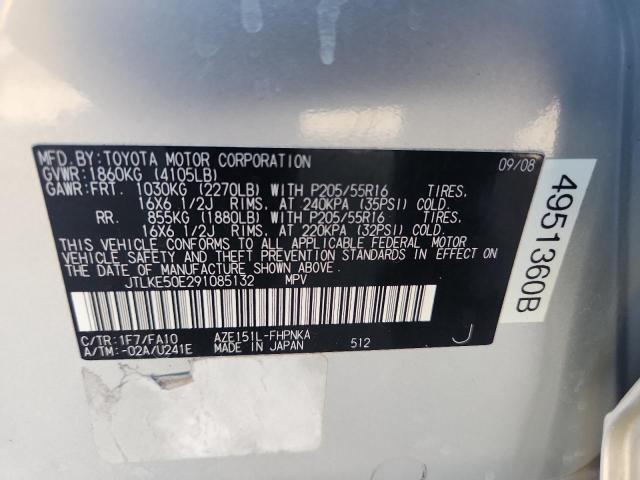 MFD.BY:TOYOTA MOTOR CORPORATION 09/08
GVWR:1860KG (4105LB)
GAWR:FRT. 1030KG (2270LB) WITH P205/55R16 TIRES,
16X6 1/2J RIMS, AT 240KPA (35PSI) COLD.
RR. 855KG (1880LB) WITH P205/55R16 TIRES,
16X6 1/2J RIMS, AT 220KPA (32PSI) COLD.
THIS VEHICLE CONFORMS TO ALL APPLICABLE FEDERAL MOTOR
VEHICLE SAFETY AND THEFT PREVENTION STANDARDS IN EFFECT ON
THE DATE OF MANUFACTURE SHOWN ABOVE.
JTLKE50E291085132 MPV
C/TR:1F7/FA10 AZE151L-FHPNKA
A/TM:-02A/U241E MADE IN JAPAN 512 J
4951360B